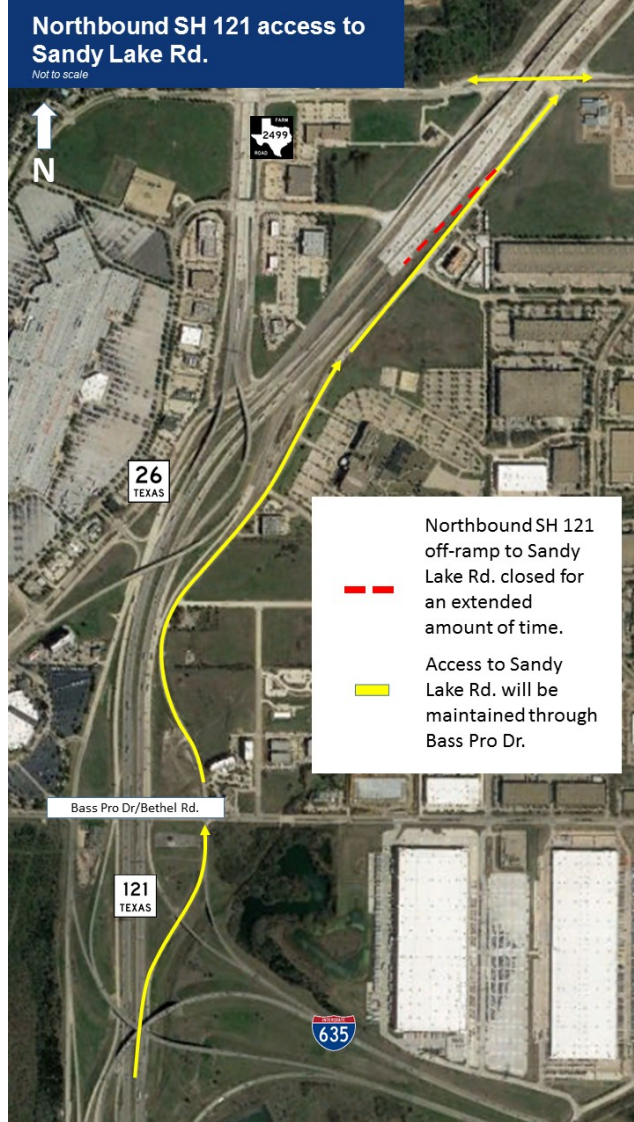 Northbound SH 121 access to
Sandy Lake Rd.
Not to scale
N
FARM
2499
ROAD
26
TEXAS
Northbound SH 121
off-ramp to Sandy
Lake Rd. closed for
an extended
amount of time.
Access to Sandy
Lake Rd. will be
maintained through
Bass Pro Dr.
Bass Pro Dr/Bethel Rd.
121
TEXAS
INTERSTATE
635